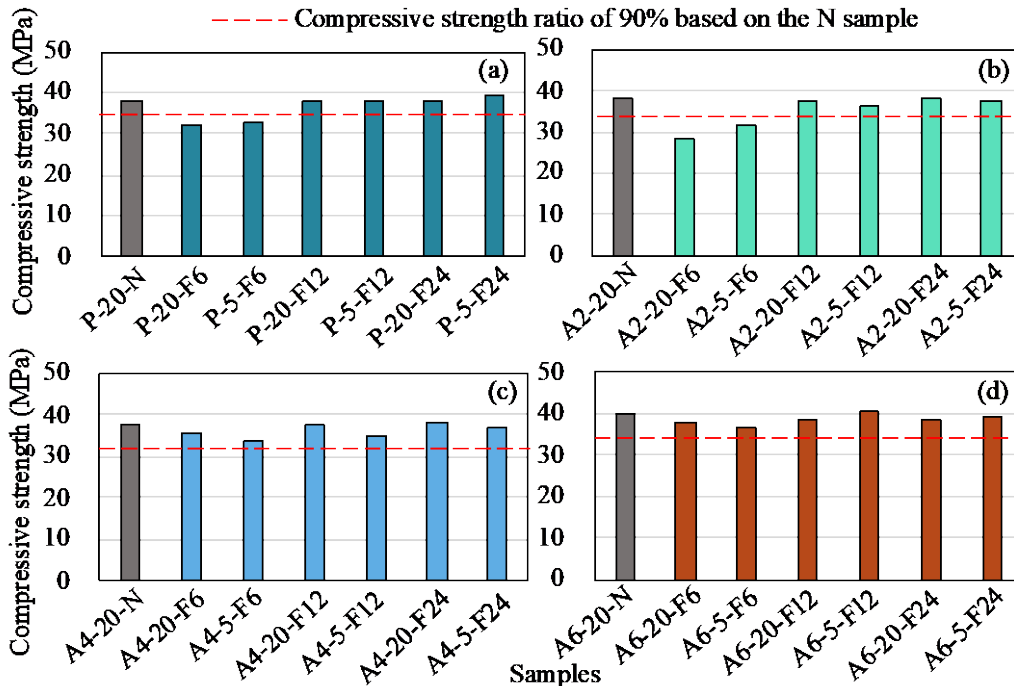 Compressive strength ratio of 90% based on the N sample
Compressive strength (MPa)
50
40
30
20
10
0
(a)
P-20-N
P-20-F6
P-5-F6
P-20-F12
P-5-F12
P-20-F24
P-5-F24
50
40
30
20
10
0
(b)
A2-20-N
A2-20-F6
A2-5-F6
A2-20-F12
A2-5-F12
A2-20-F24
A2-5-F24
Compressive strength (MPa)
50
40
30
20
10
0
(c)
A4-20-N
A4-20-F6
A4-5-F6
A4-20-F12
A4-5-F12
A4-20-F24
A4-5-F24
50
40
30
20
10
0
(d)
A6-20-N
A6-20-F6
A6-5-F6
A6-20-F12
A6-5-F12
A6-20-F24
A6-5-F24
Samples